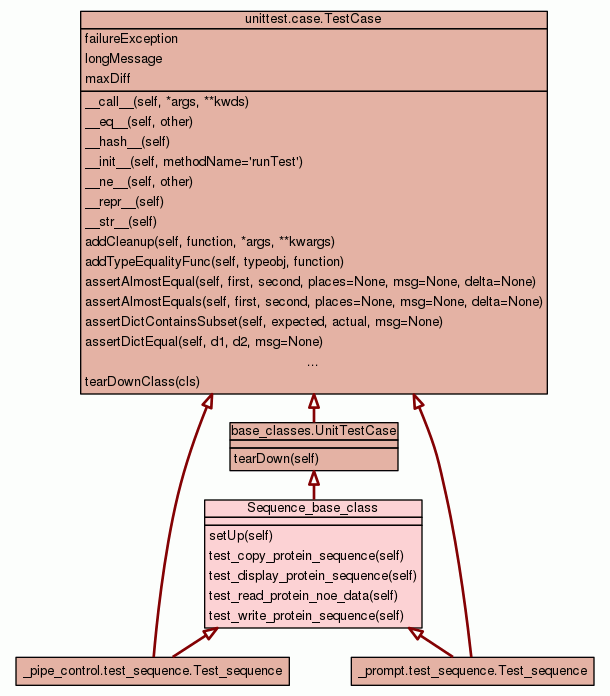 unittest.case.TestCase
failureException
longMessage
maxDiff
__call__(self, *args, **kwds)
__eq__(self, other)
__hash__(self)
__init__(self, methodName='runTest')
__ne__(self, other)
__repr__(self)
__str__(self)
addCleanup(self, function, *args, **kwargs)
addTypeEqualityFunc(self, typeobj, function)
assertAlmostEqual(self, first, second, places=None, msg=None, delta=None)
assertAlmostEquals(self, first, second, places=None, msg=None, delta=None)
assertDictContainsSubset(self, expected, actual, msg=None)
assertDictEqual(self, d1, d2, msg=None)
...
tearDownClass(cls)
base_classes.UnitTestCase
tearDown(self)
Sequence_base_class
setUp(self)
test_copy_protein_sequence(self)
test_display_protein_sequence(self)
test_read_protein_noe_data(self)
test_write_protein_sequence(self)
_pipe_control.test_sequence.Test_sequence
_prompt.test_sequence.Test_sequence